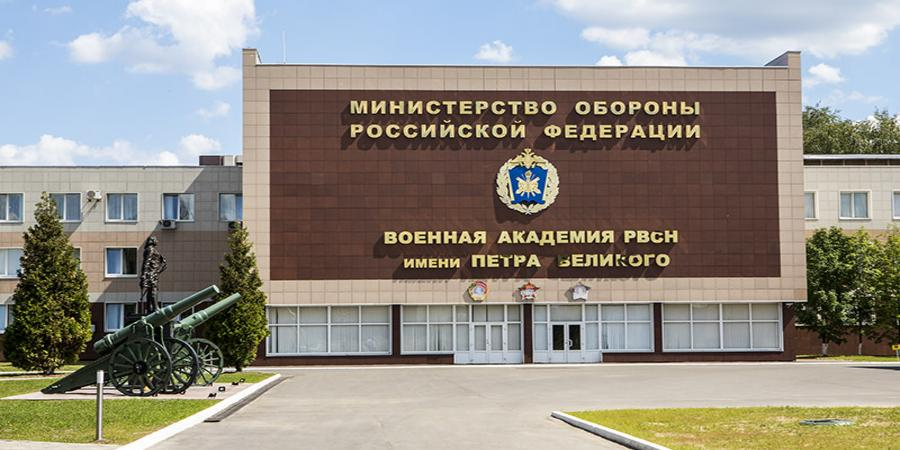 МИНИСТЕРСТВО ОБОРОНЫ
РОССИЙСКОЙ ФЕДЕРАЦИИ
ВОЕННАЯ АКАДЕМИЯ РВСН
ИМЕНИ ПЕТРА ВЕЛИКОГО